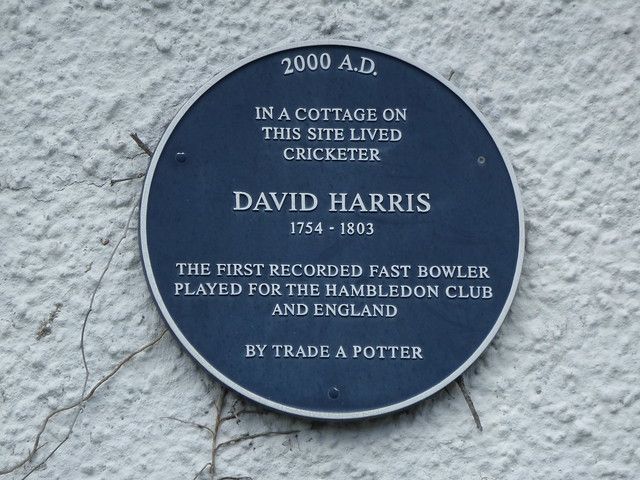 2000 A.D.
IN A COTTAGE ON
THIS SITE LIVED
CRICKETER
DAVID HARRIS
1754 - 1803
THE FIRST RECORDED FAST BOWLER
PLAYED FOR THE HAMBLEDON CLUB
AND ENGLAND
BY TRADE A POTTER